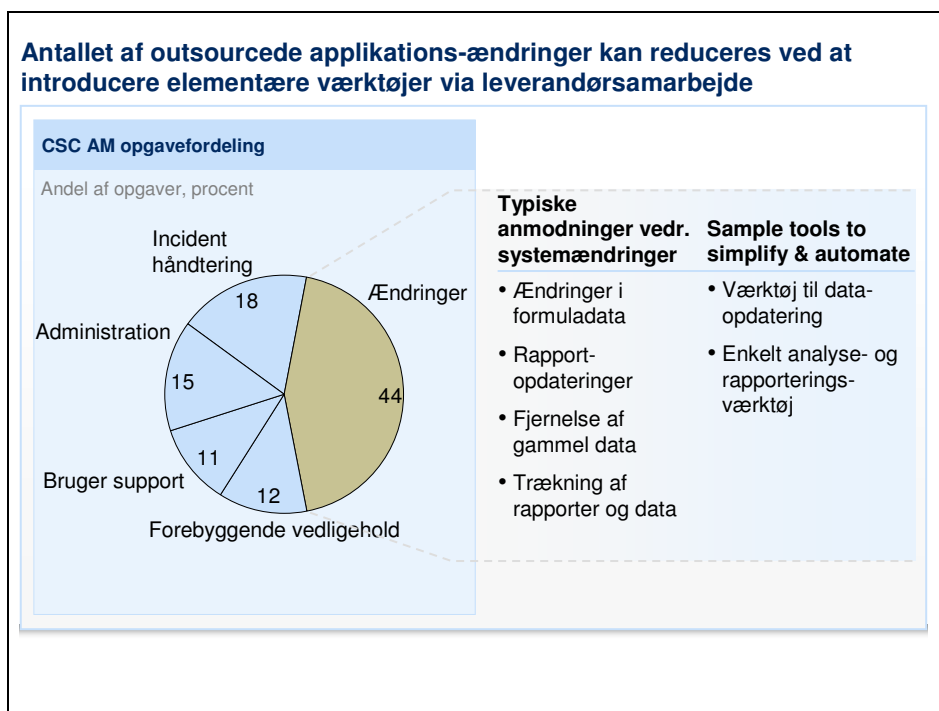 Antallet af outsourcede applikations-ændringer kan reduceres ved at
introducere elementære værktøjer via leverandørsamarbejde
CSC AM opgavefordeling
Andel af opgaver, procent
Incident
håndtering
18
Ændringer
44
Administration
15
Bruger support
11
12
Forebyggende vedligehold
Typiske
anmodninger vedr.
systemændringer
• Ændringer i
formuladata
• Rapport-
opdateringer
• Fjernelse af
gammel data
• Trækning af
rapporter og data
Sample tools to
simplify & automate
• Værktøj til data-
opdatering
• Enkelt analyse- og
rapporterings-
værktøj